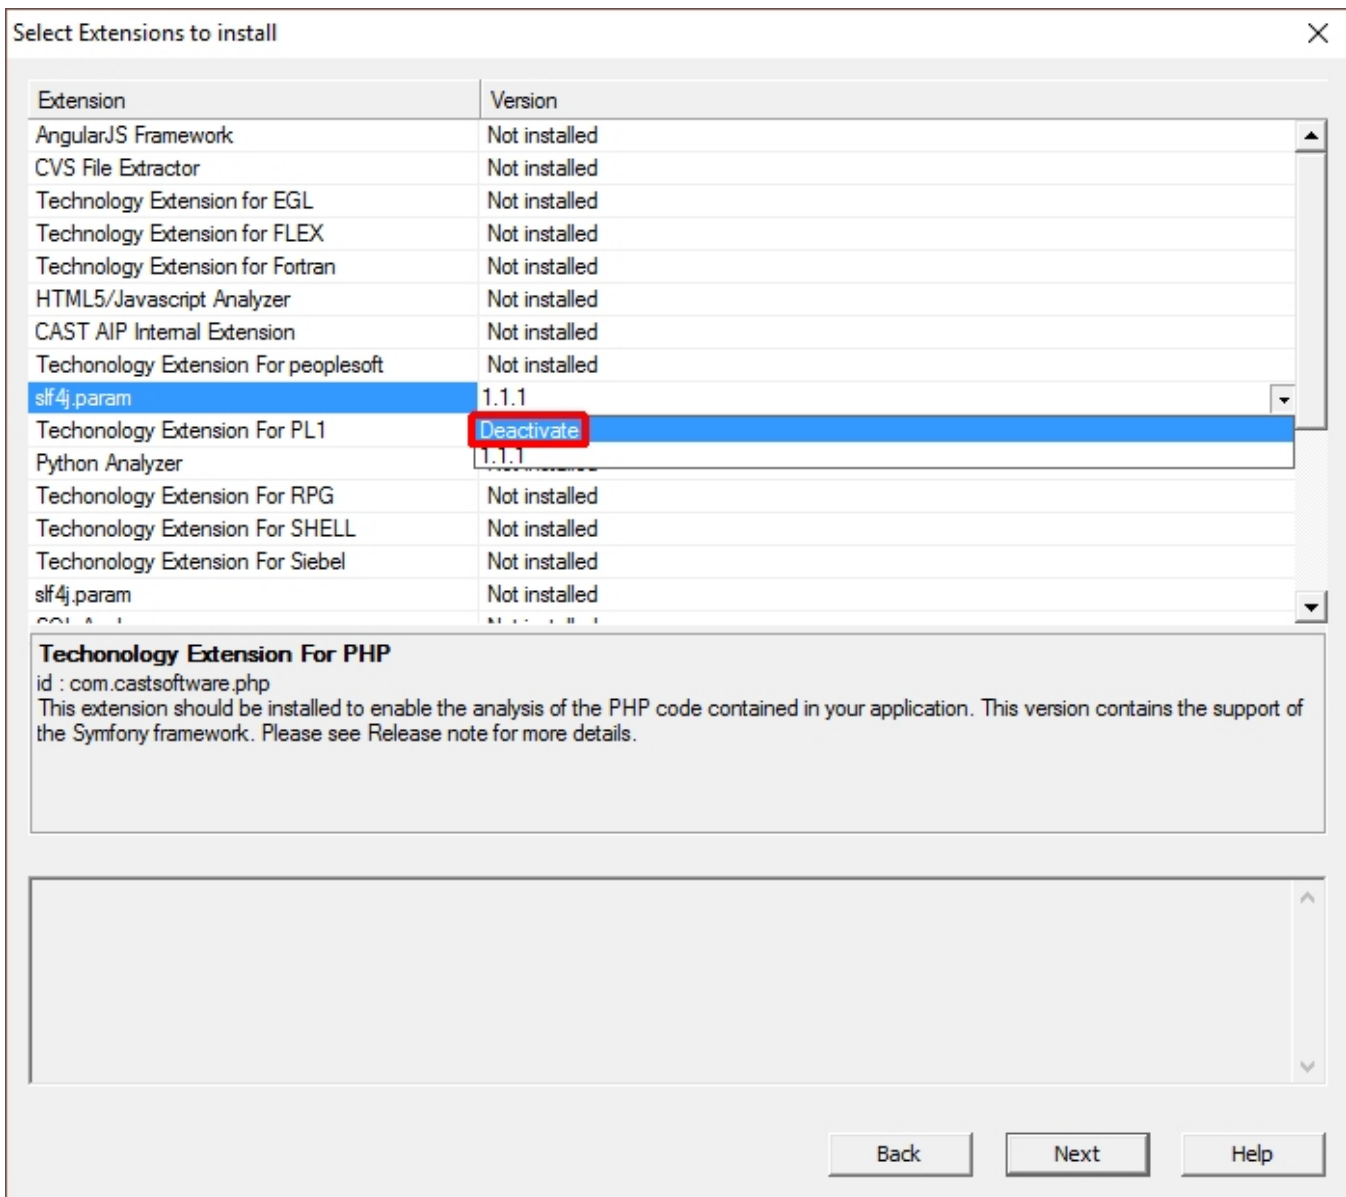 Select Extensions to install
Extension Version
AngularJS Framework Not installed
CVS File Extractor Not installed
Technology Extension for EGL Not installed
Technology Extension for FLEX Not installed
Technology Extension for Fortran Not installed
HTML5/Javascript Analyzer Not installed
CAST AIP Internal Extension Not installed
Techonology Extension For peoplesoft Not installed
slf4j.param 1.1.1
Techonology Extension For PL1 Deactivate
Python Analyzer 1.1.1
Techonology Extension For RPG Not installed
Techonology Extension For SHELL Not installed
Techonology Extension For Siebel Not installed
slf4j.param Not installed
Techonology Extension For PHP
id : com.castsoftware.php
This extension should be installed to enable the analysis of the PHP code contained in your application. This version contains the support of
the Symfony framework. Please see Release note for more details.
Back Next Help